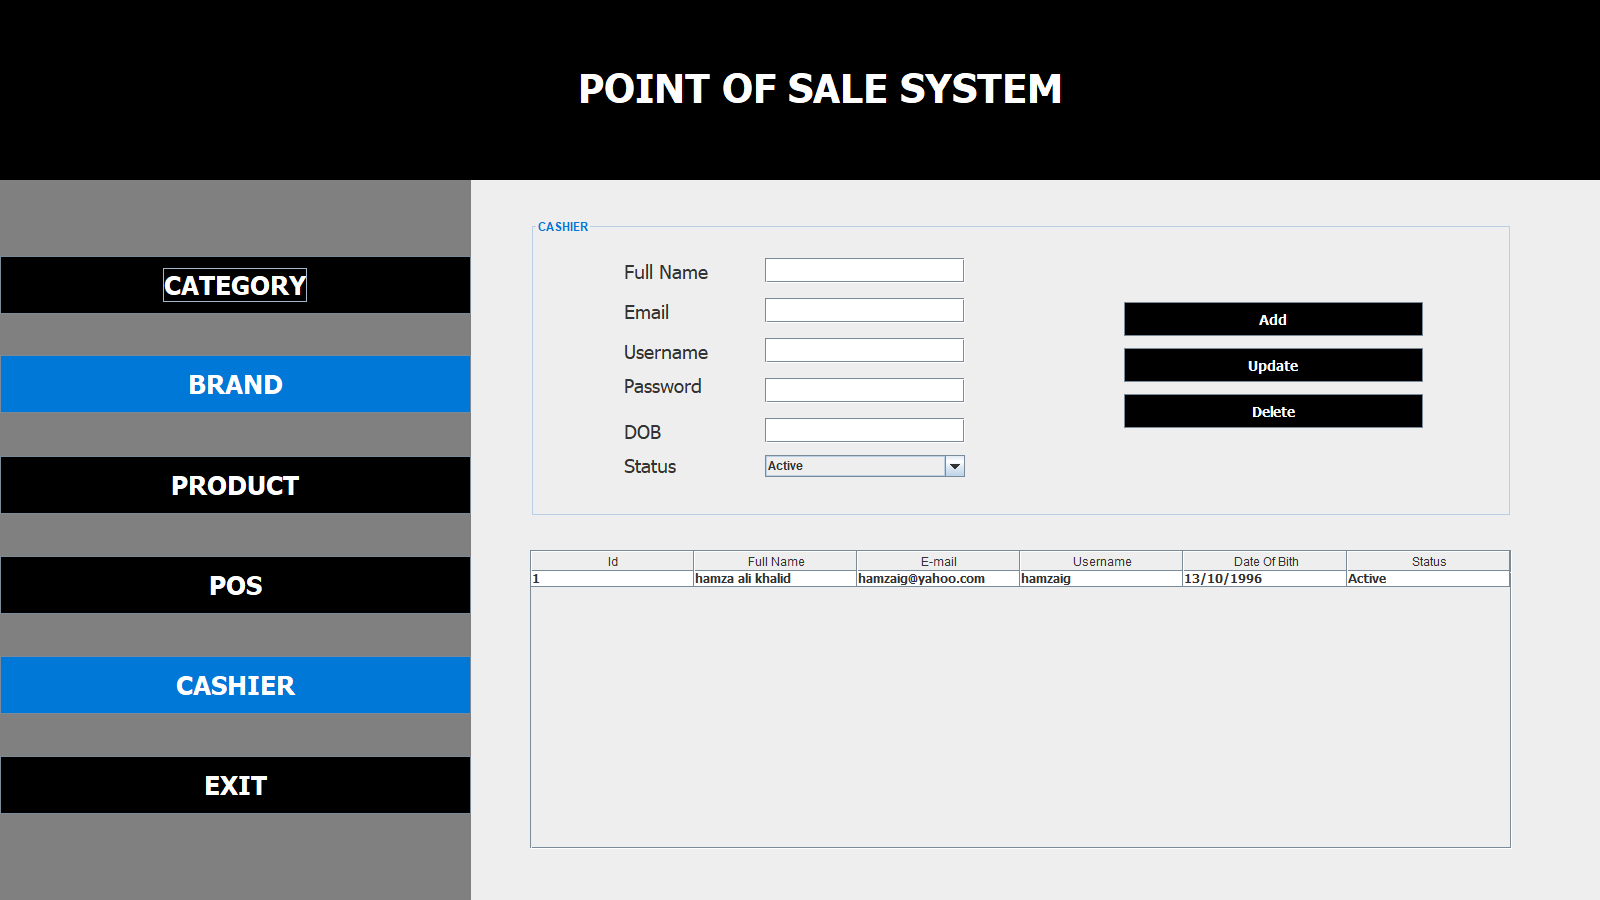 POINT OF SALE SYSTEM
CATEGORY
BRAND
PRODUCT
POS
CASHIER
EXIT
CASHIER
Full Name
Email
Username
Password
DOB
Status Active
Add
Update
Delete
Id Full Name E-mail Username Date Of Bith Status
1 hamza ali khalid hamzaig@yahoo.com hamzaig 13/10/1996 Active